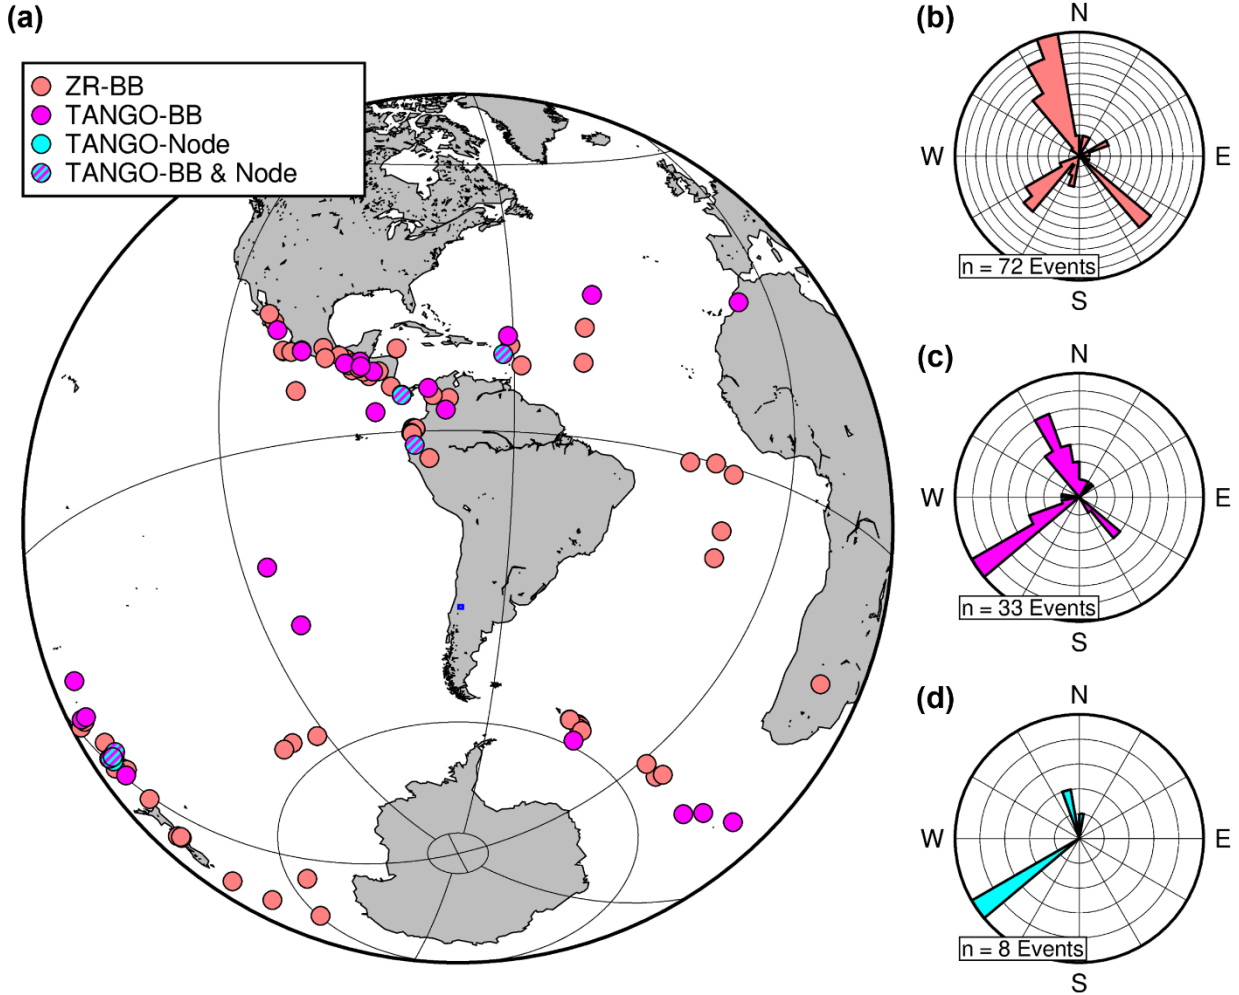 (a)
ZR-BB
TANGO-BB
TANGO-Node
TANGO-BB & Node
(b)
N
W
E
n = 72 Events
S
(c)
N
W
E
n = 33 Events
S
(d)
N
W
E
n = 8 Events
S